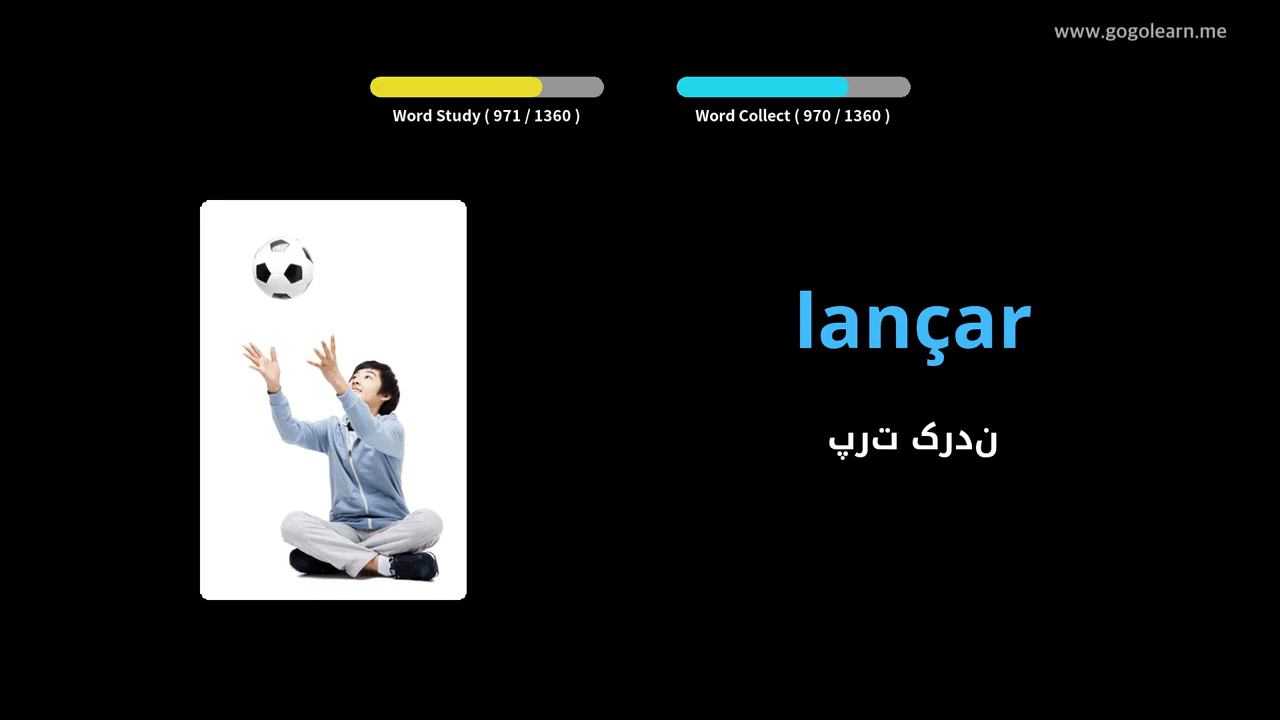 www.gogolearn.me
Word Study ( 971 / 1360 )
Word Collect ( 970 / 1360 )
lançar
پرت کردن